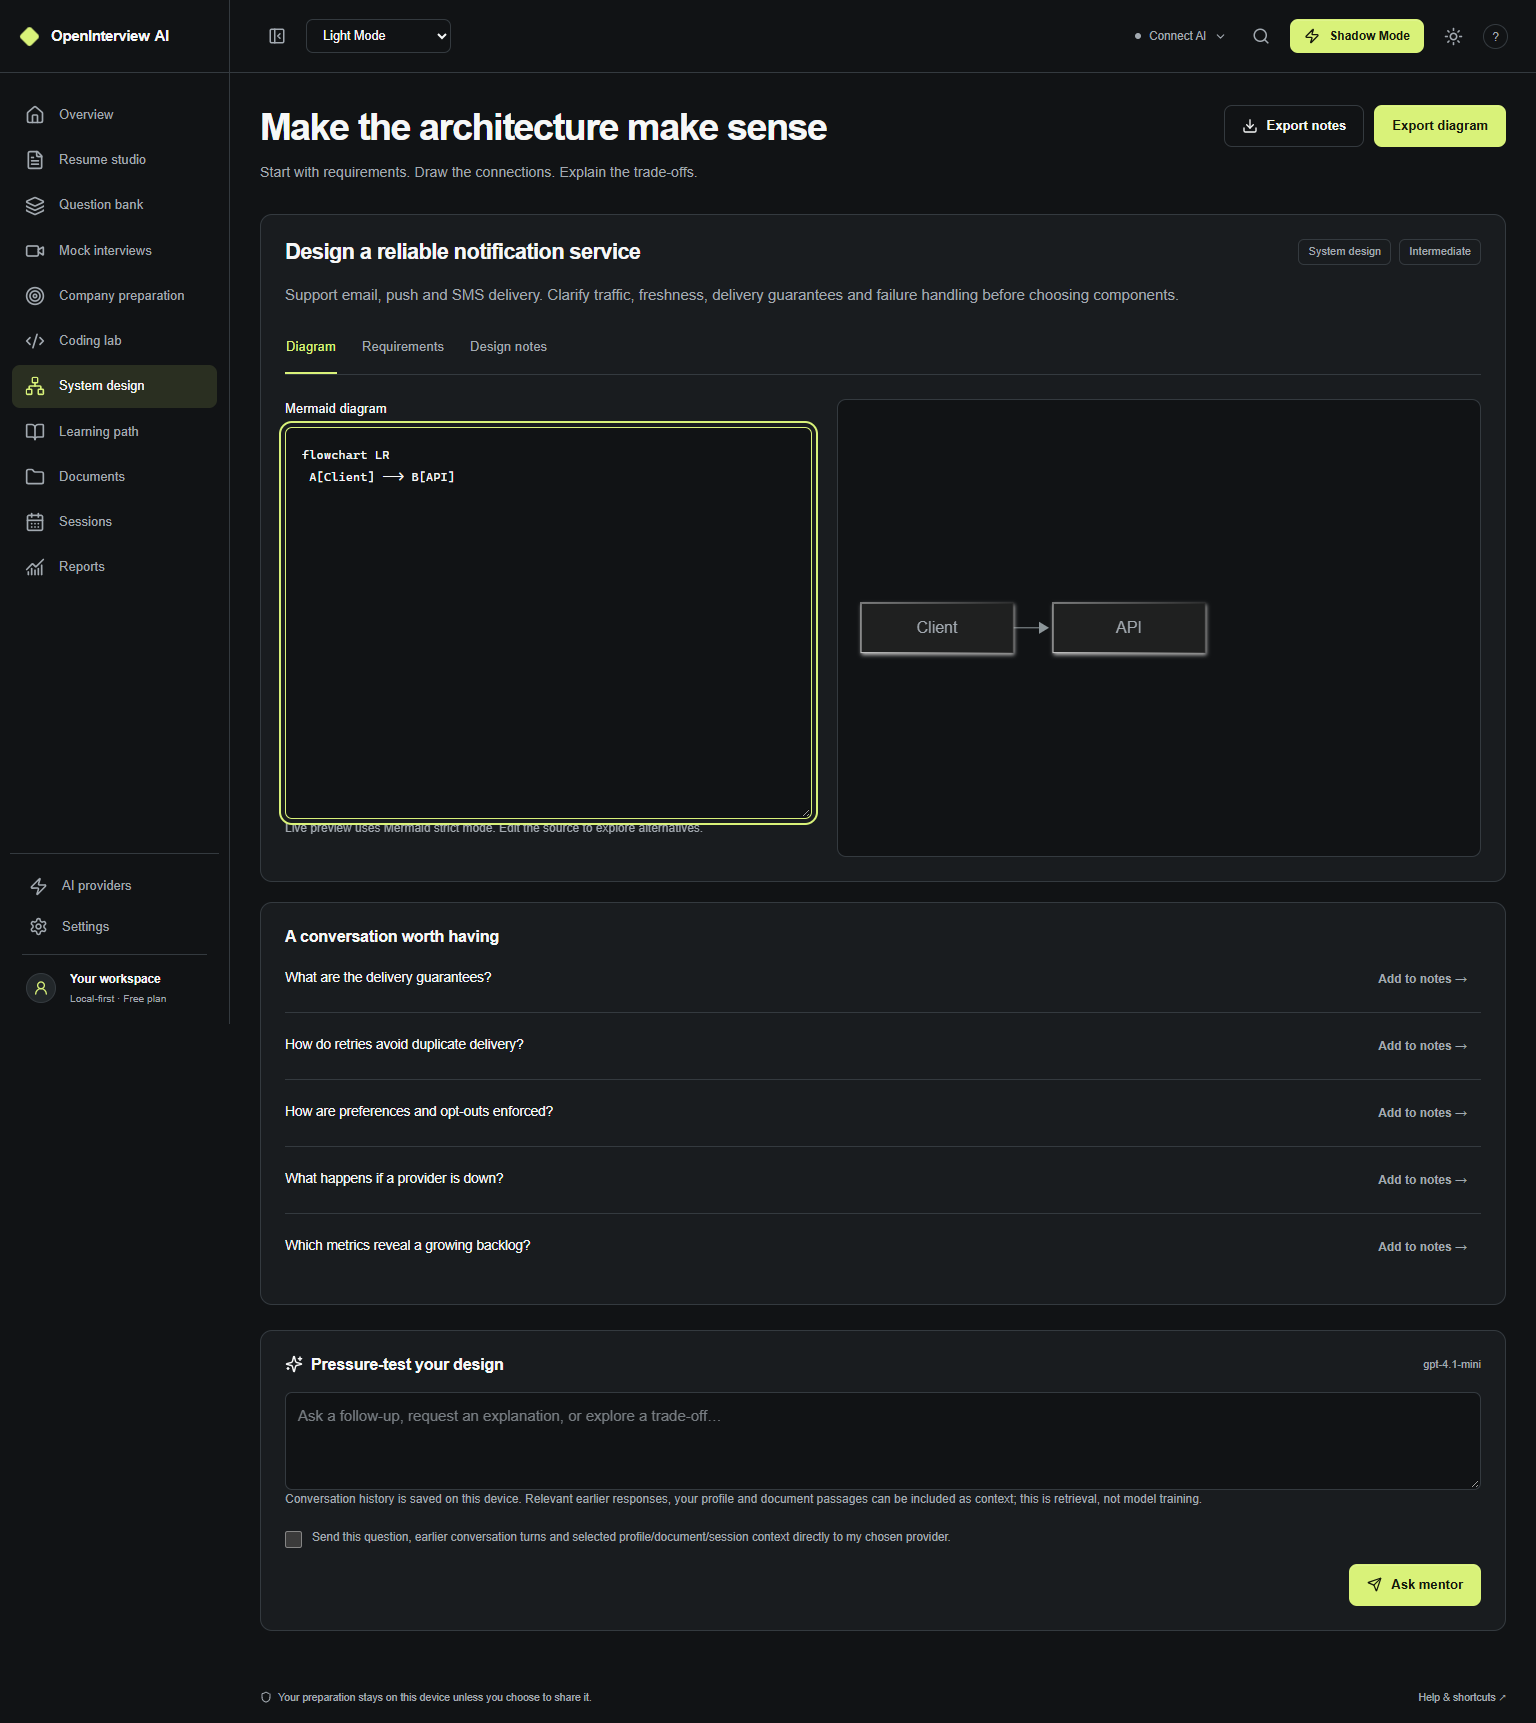 OpenInterview AI
Light Mode
Connect AI
Shadow Mode
?
Overview
Resume studio
Question bank
Mock interviews
Company preparation
Coding lab
System design
Learning path
Documents
Sessions
Reports
AI providers
Settings
Your workspace
Local-first · Free plan
Make the architecture make sense
Export notes
Export diagram
Start with requirements. Draw the connections. Explain the trade-offs.
Design a reliable notification service
System design
Intermediate
Support email, push and SMS delivery. Clarify traffic, freshness, delivery guarantees and failure handling before choosing components.
Diagram
Requirements
Design notes
Mermaid diagram
flowchart LR
A[Client] --> B[API]
Client
API
Live preview uses Mermaid strict mode. Edit the source to explore alternatives.
A conversation worth having
What are the delivery guarantees?
Add to notes →
How do retries avoid duplicate delivery?
Add to notes →
How are preferences and opt-outs enforced?
Add to notes →
What happens if a provider is down?
Add to notes →
Which metrics reveal a growing backlog?
Add to notes →
Pressure-test your design
gpt-4.1-mini
Ask a follow-up, request an explanation, or explore a trade-off…
Conversation history is saved on this device. Relevant earlier responses, your profile and document passages can be included as context; this is retrieval, not model training.
Send this question, earlier conversation turns and selected profile/document/session context directly to my chosen provider.
Ask mentor
Your preparation stays on this device unless you choose to share it.
Help & shortcuts ↗